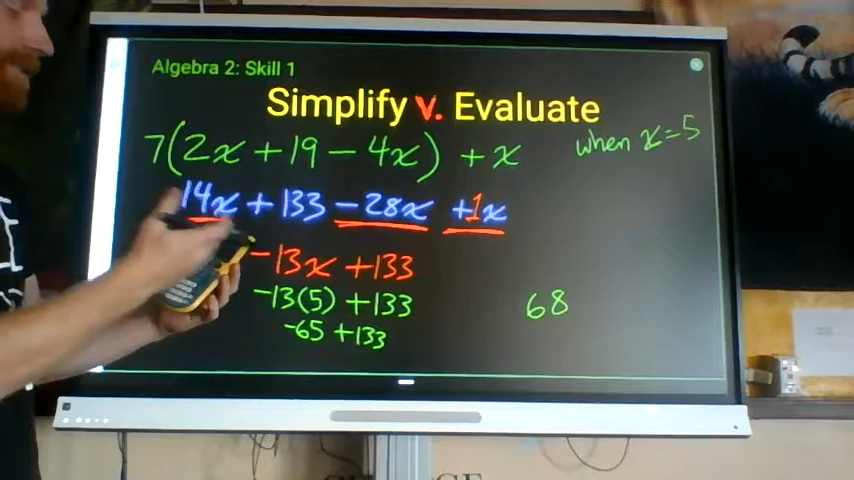 Algebra 2: Skill 1
Simplify v. Evaluate
7(2x + 19 - 4x) + x when x = 5
14x + 133 - 28x + 1x
-13x + 133
-13(5) + 133
68
-65 + 133